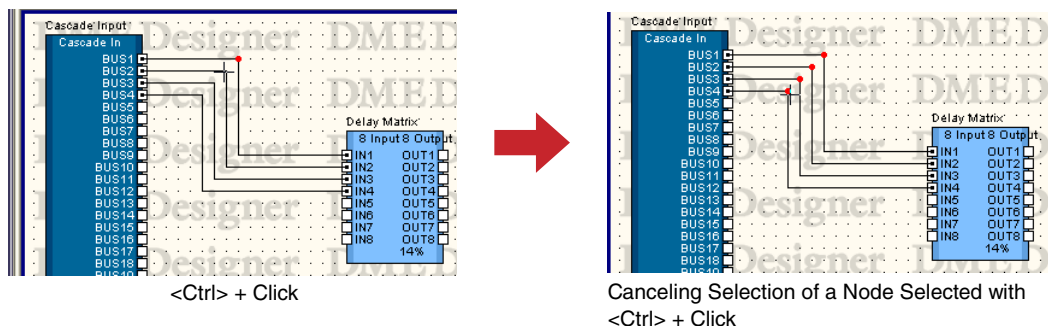 Cascade Input
Cascade In
BUS1
BUS2
BUS3
BUS4
BUS5
BUS6
BUS7
BUS8
BUS9
BUS10
BUS11
BUS12
BUS13
BUS14
BUS15
BUS16
BUS17
BUS18
Delay Matrix
8 Input 8 Output
IN1 OUT1
IN2 OUT2
IN3 OUT3
IN4 OUT4
IN5 OUT5
IN6 OUT6
IN7 OUT7
IN8 OUT8
14%
<Ctrl> + Click
Cascade Input
Cascade In
BUS1
BUS2
BUS3
BUS4
BUS5
BUS6
BUS7
BUS8
BUS9
BUS10
BUS11
BUS12
BUS13
BUS14
BUS15
BUS16
BUS17
BUS18
Delay Matrix
8 Input 8 Output
IN1 OUT1
IN2 OUT2
IN3 OUT3
IN4 OUT4
IN5 OUT5
IN6 OUT6
IN7 OUT7
IN8 OUT8
14%
Canceling Selection of a Node Selected with
<Ctrl> + Click